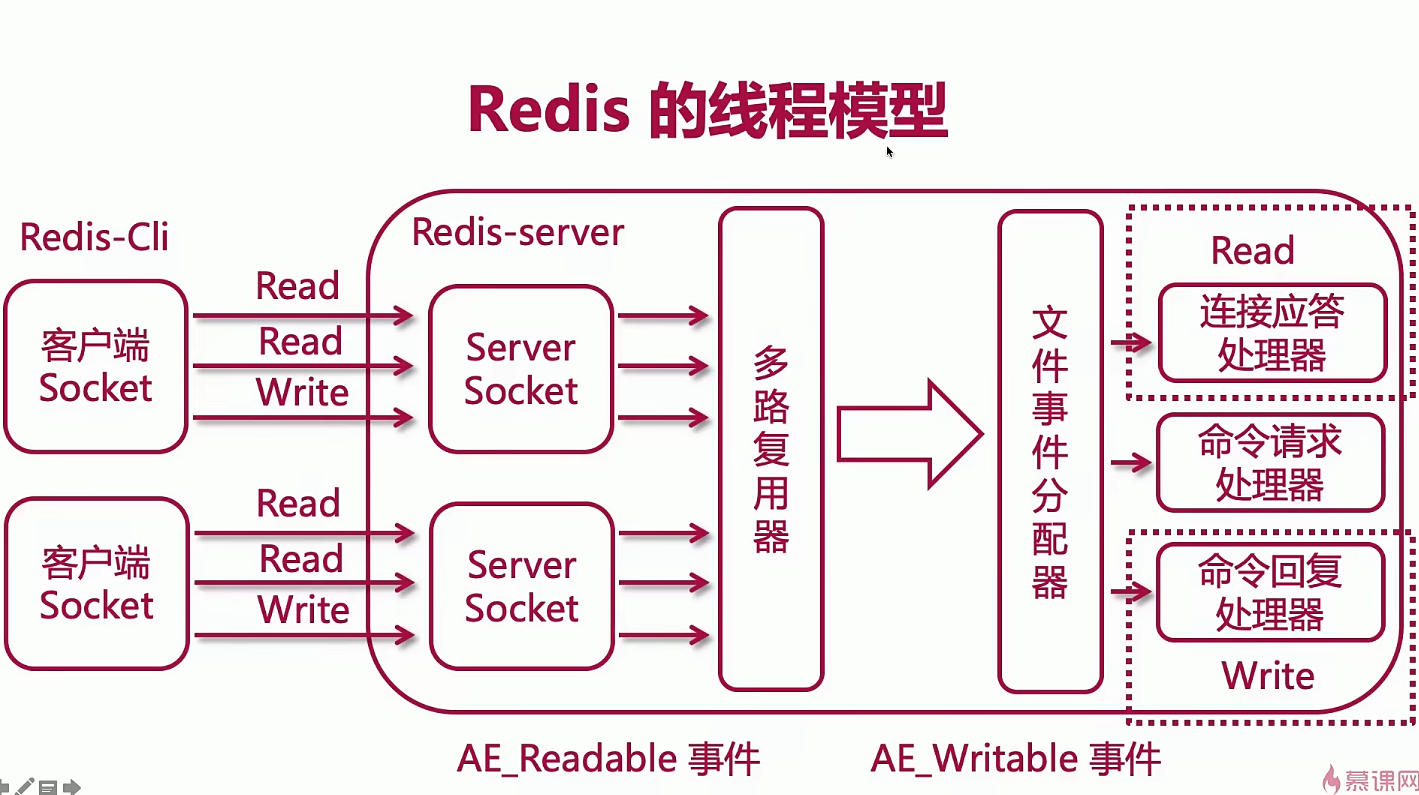 Redis 的线程模型
Redis-Cli
Redis-server
客户端
Socket
Read
Read
Write
Server
Socket
客户端
Socket
Read
Read
Write
Server
Socket
多路复用器
文件事件分配器
Read
连接应答
处理器
命令请求
处理器
命令回复
处理器
Write
AE_Readable 事件
AE_Writable 事件
慕课网